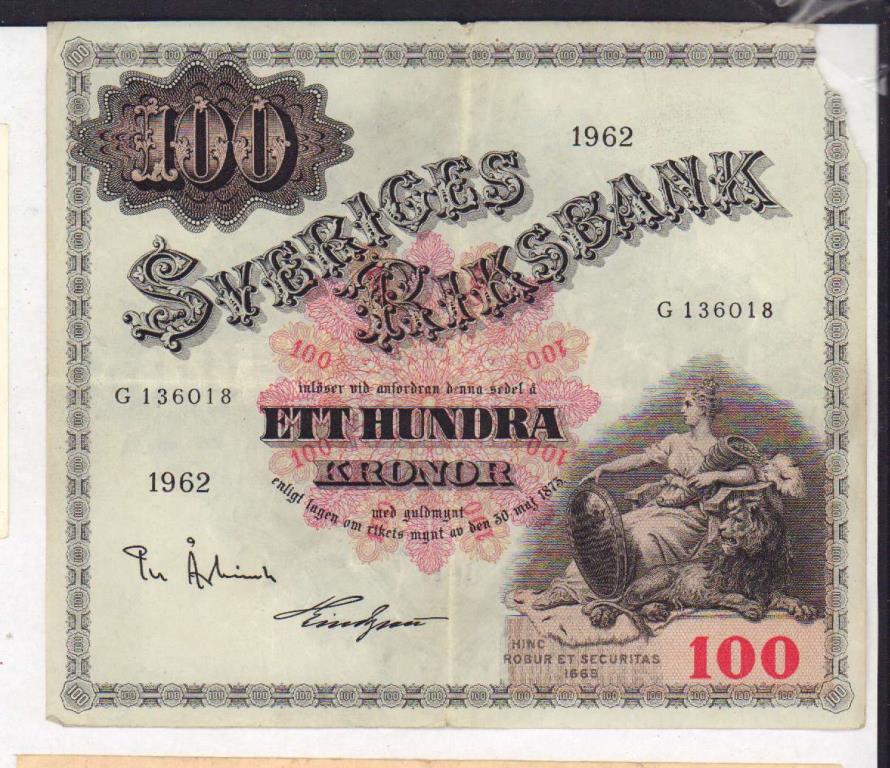 100
1962
SVERIGES
RIKSBANK
G 136018
100 100
inlöser vid anfordran denna sedel å
G 136018
ETT HUNDRA
100 100
KRONOR
1962
enligt lagen om rikets mynt av den 30 maj 1873
med guldmynt
HINC
ROBUR ET SECURITAS
1668
100